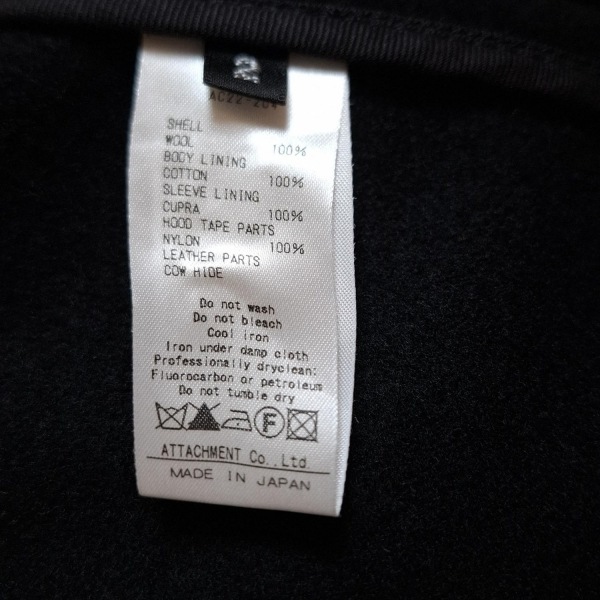 SHELL
WOOL 100%
BODY LINING
COTTON 100%
SLEEVE LINING
CUPRA 100%
HOOD TAPE PARTS
NYLON 100%
LEATHER PARTS
COW HIDE
Do not wash
Do not bleach
Cool iron
Iron under damp cloth
Professionally dryclean:
Fluorocarbon or petroleum
Do not tumble dry
F
ATTACHMENT Co.,Ltd.
MADE IN JAPAN